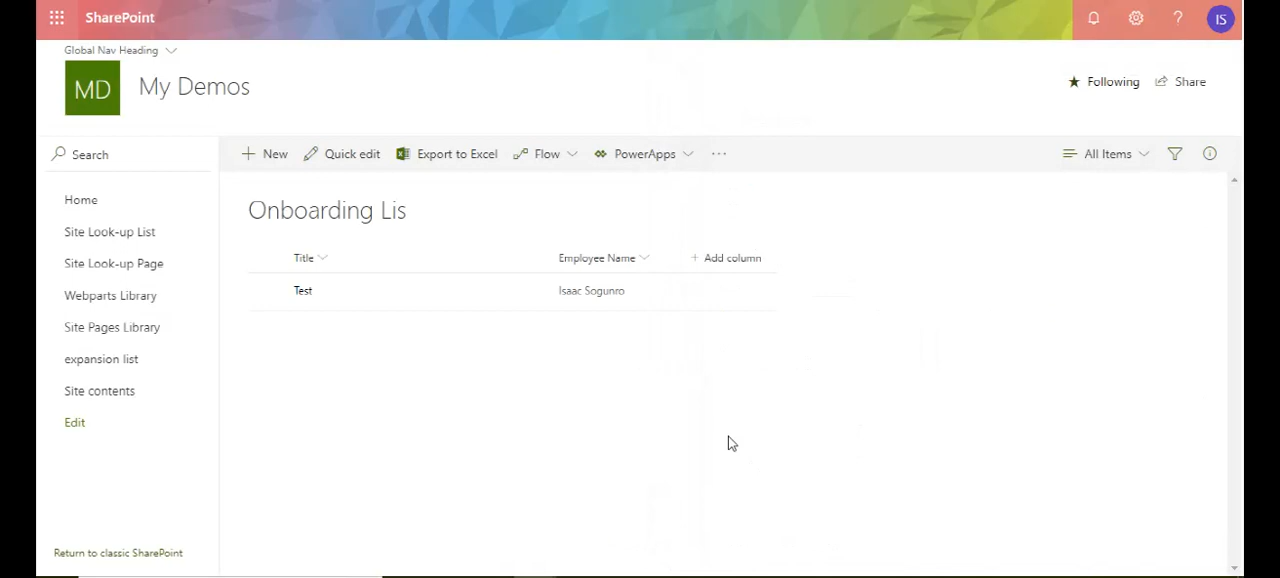 SharePoint
?
IS
Global Nav Heading
MD
My Demos
Following
Share
Search
New
Quick edit
Export to Excel
Flow
PowerApps
...
All Items
Home
Site Look-up List
Site Look-up Page
Webparts Library
Site Pages Library
expansion list
Site contents
Edit
Onboarding Lis
Title
Employee Name
+ Add column
Test
Isaac Sogunro
Return to classic SharePoint